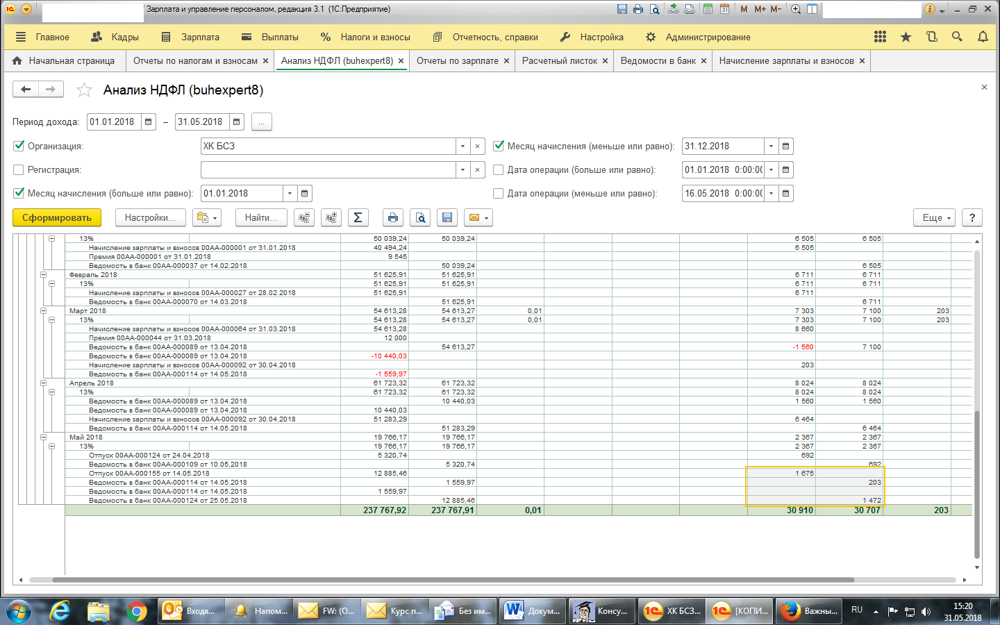 Зарплата и управление персоналом, редакция 3.1 (1С:Предприятие)
M M+ M-
Главное Кадры Зарплата Выплаты Налоги и взносы Отчетность, справки Настройка Администрирование
Начальная страница Отчеты по налогам и взносам × Анализ НДФЛ (buhexpert8) × Отчеты по зарплате × Расчетный листок × Ведомости в банк × Начисление зарплаты и взносов ×
Анализ НДФЛ (buhexpert8)
Период дохода: 01.01.2018 – 31.05.2018 ...
Организация: ХК БСЗ Месяц начисления (меньше или равно): 31.12.2018
Регистрация: Дата операции (больше или равно): 01.01.2018 0:00:00
Месяц начисления (больше или равно): 01.01.2018 Дата операции (меньше или равно): 16.05.2018 0:00:00
Сформировать Настройки... Найти... Σ Еще ?
13% 50 039,24 50 039,24 6 505 6 505
Начисление зарплаты и взносов 00АА-000001 от 31.01.2018 40 494,24 6 505
Премия 00АА-000001 от 31.01.2018 9 545
Ведомость в банк 00АА-000037 от 14.02.2018 50 039,24 6 505
Февраль 2018 51 625,91 51 625,91 6 711 6 711
13% 51 625,91 51 625,91 6 711 6 711
Начисление зарплаты и взносов 00АА-000027 от 28.02.2018 51 625,91 6 711
Ведомость в банк 00АА-000070 от 14.03.2018 51 625,91 6 711
Март 2018 54 613,28 54 613,27 0,01 7 303 7 100 203
13% 54 613,28 54 613,27 0,01 7 303 7 100 203
Начисление зарплаты и взносов 00АА-000064 от 31.03.2018 54 613,28 8 660
Премия 00АА-000044 от 31.03.2018 12 000
Ведомость в банк 00АА-000089 от 13.04.2018 54 613,27 -1 560 7 100
Ведомость в банк 00АА-000089 от 13.04.2018 -10 440,03
Начисление зарплаты и взносов 00АА-000092 от 30.04.2018 203
Ведомость в банк 00АА-000114 от 14.05.2018 -1 559,97
Апрель 2018 61 723,32 61 723,32 8 024 8 024
13% 61 723,32 61 723,32 8 024 8 024
Ведомость в банк 00АА-000089 от 13.04.2018 10 440,03 1 560 1 560
Ведомость в банк 00АА-000089 от 13.04.2018 10 440,03
Начисление зарплаты и взносов 00АА-000092 от 30.04.2018 51 283,29 6 464
Ведомость в банк 00АА-000114 от 14.05.2018 51 283,29 6 464
Май 2018 19 766,17 19 766,17 2 367 2 367
13% 19 766,17 19 766,17 2 367 2 367
Отпуск 00АА-000124 от 24.04.2018 5 320,74 692
Ведомость в банк 00АА-000109 от 10.05.2018 5 320,74 692
Отпуск 00АА-000155 от 14.05.2018 12 885,46 1 675
Ведомость в банк 00АА-000114 от 14.05.2018 1 559,97 203
Ведомость в банк 00АА-000114 от 14.05.2018 1 559,97
Ведомость в банк 00АА-000124 от 25.05.2018 12 885,46 1 472
237 767,92 237 767,91 0,01 30 910 30 707 203
Входя... Напом... FW: (О... Курс п... Без им... Докум... Консу... ХК БСЗ... [КОПИ... Важны... RU 15:20
31.05.2018